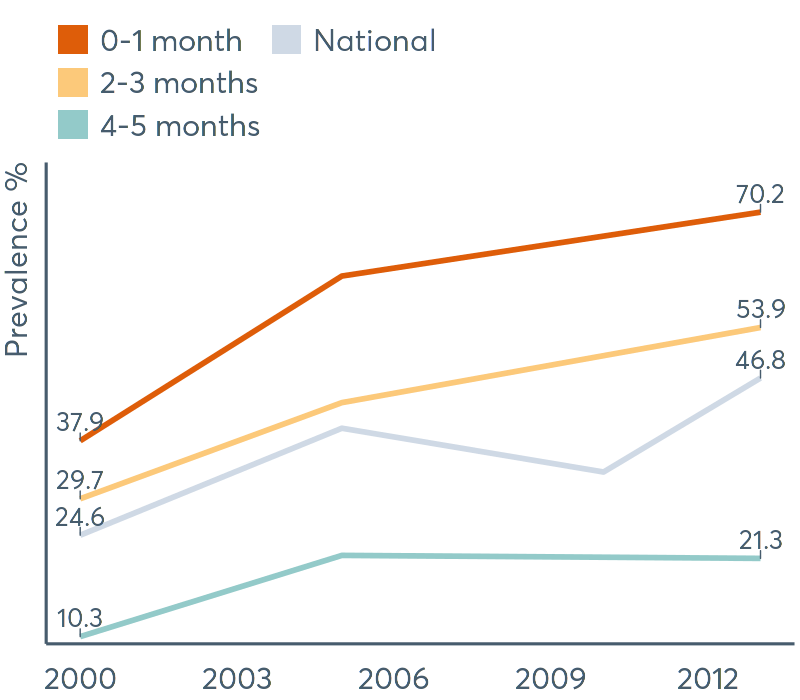 0-1 month National
2-3 months
4-5 months
Prevalence %
70.2
53.9
46.8
37.9
29.7
24.6
21.3
10.3
2000 2003 2006 2009 2012